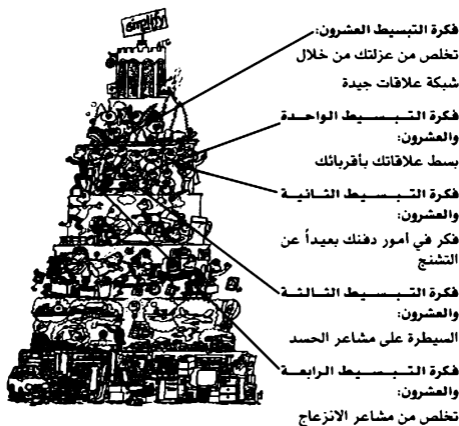 simplify
فكرة التبسيط العشرون:
تخلص من عزلتك من خلال
شبكة علاقات جيدة
فكرة التبسيط الواحدة
والعشرون:
بسط علاقاتك بأقربائك
فكرة التبسيط الثانية
والعشرون:
فكر في أمور دفنك بعيداً عن
التشنج
فكرة التبسيط الثالثة
والعشرون:
السيطرة على مشاعر الحسد
فكرة التبسيط الرابعة
والعشرون:
تخلص من مشاعر الانزعاج